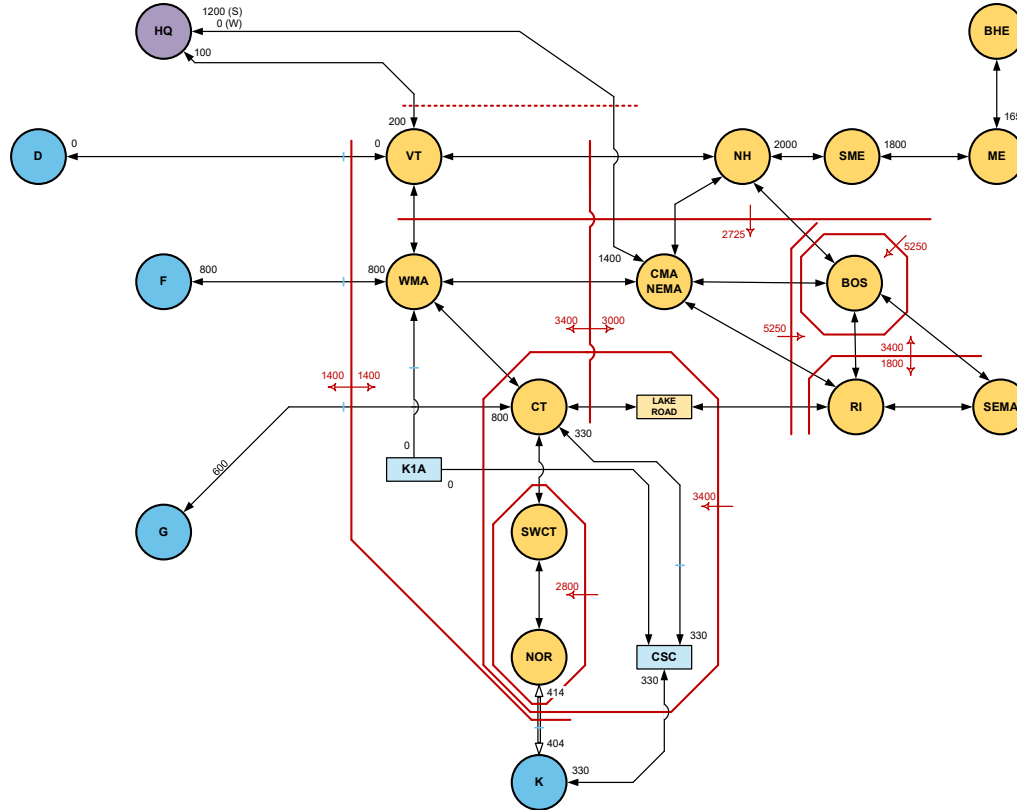 1200 (S)
0 (W)
HQ
100
BHE
165
200
0
0
D
VT
NH
2000
SME
1800
ME
2725
5250
1400
800
800
F
WMA
CMA
NEMA
BOS
3400
3000
5250
3400
1800
1400
1400
CT
800
LAKE
ROAD
RI
SEMA
330
0
K1A
0
600
3400
G
SWCT
2800
330
NOR
CSC
330
414
404
K
330